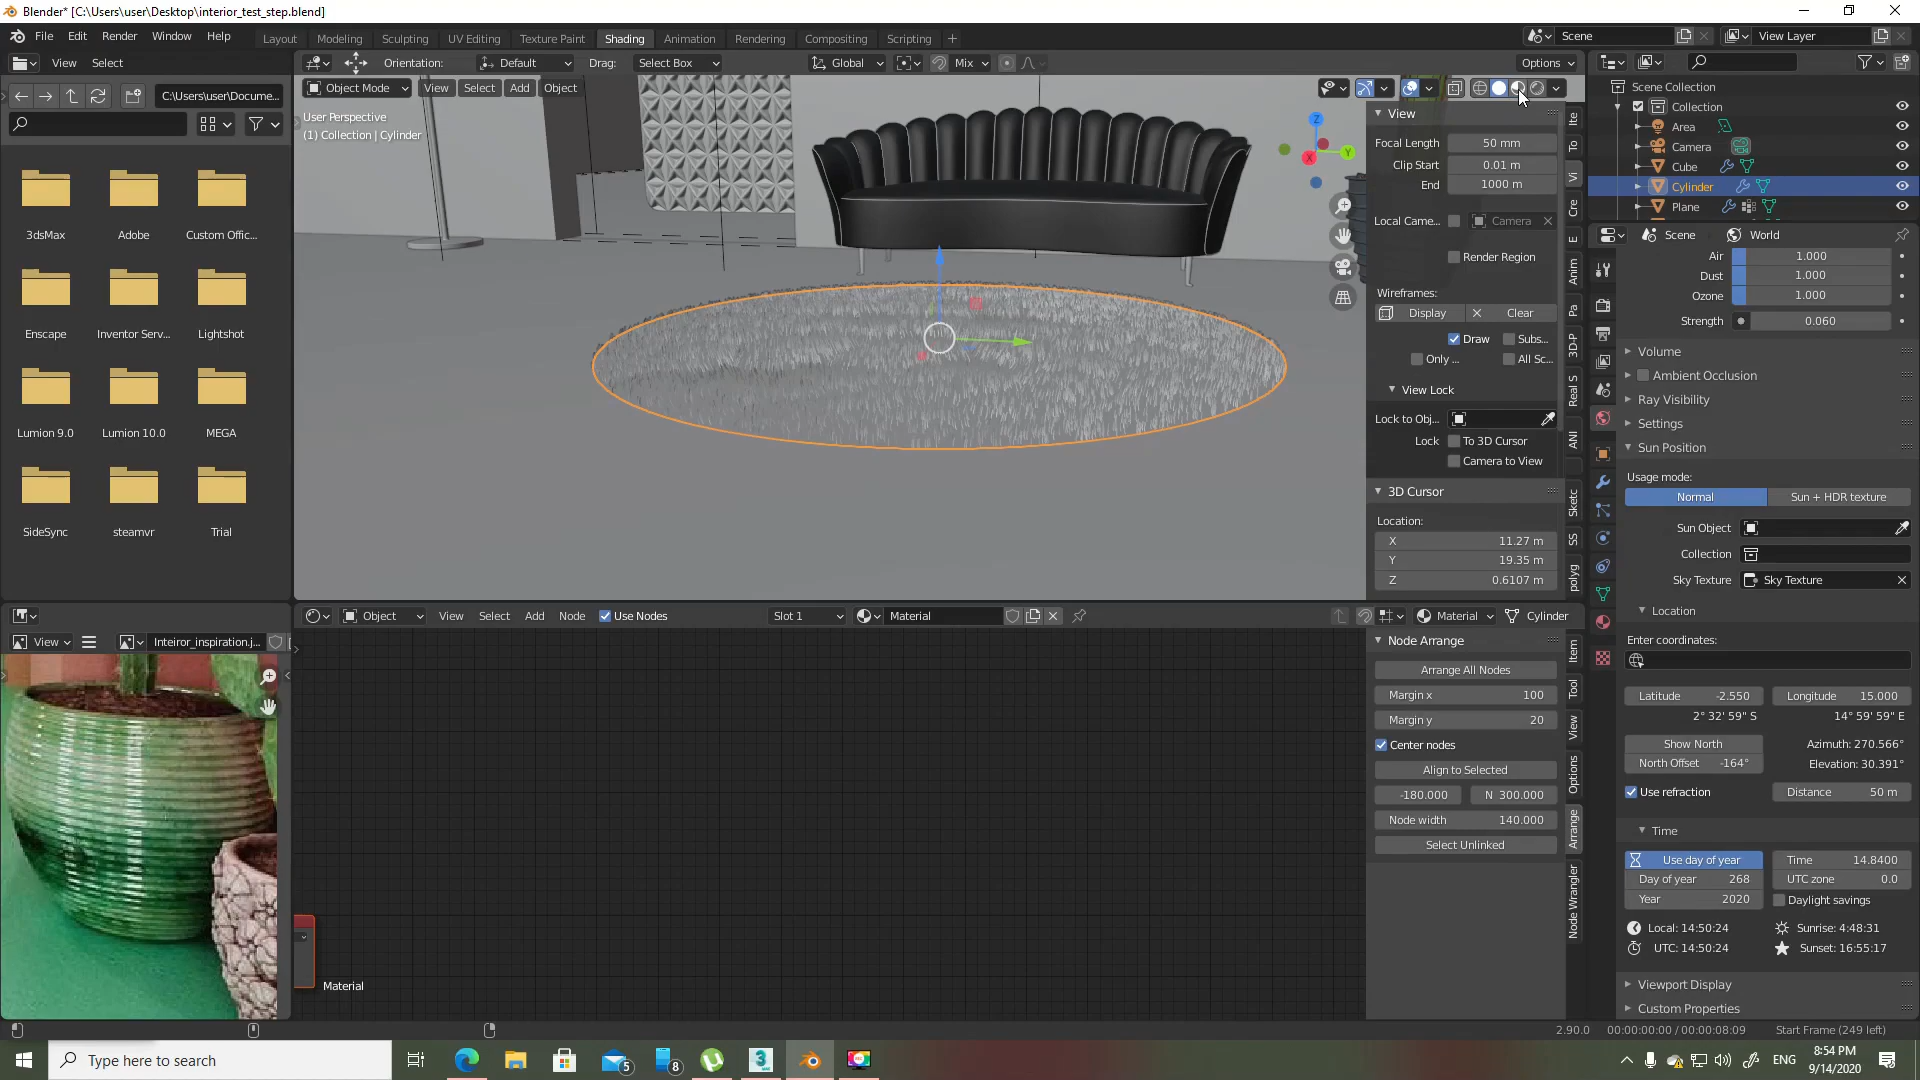 Blender* [C:\Users\user\Desktop\interior_test_step.blend]
File Edit Render Window Help
Layout Modeling Sculpting UV Editing Texture Paint Shading Animation Rendering Compositing Scripting
Scene
View Layer
View Select
Orientation: Default Drag: Select Box
Global
Mix
Options
C:\Users\user\Docume...
Object Mode View Select Add Object
User Perspective
(1) Collection | Cylinder
3dsMax
Adobe
Custom Offic...
Enscape
Inventor Serv...
Lightshot
Lumion 9.0
Lumion 10.0
MEGA
SideSync
steamvr
Trial
Z
Y
X
View
Focal Length 50 mm
Clip Start 0.01 m
End 1000 m
Local Came... Camera
Render Region
Wireframes:
Display Clear
Draw Subs...
Only ... All Sc...
View Lock
Lock to Obj...
Lock To 3D Cursor
Camera to View
3D Cursor
Location:
X 11.27 m
Y 19.35 m
Z 0.6107 m
Ite
To
Vi
Cre
E
Anim
Pa
3D-P
Real S
ANI
Sketc
SS
polyg
Scene Collection
Collection
Area
Camera
Cube
Cylinder
Plane
Scene World
Air 1.000
Dust 1.000
Ozone 1.000
Strength 0.060
Volume
Ambient Occlusion
Ray Visibility
Settings
Sun Position
Usage mode:
Normal Sun + HDR texture
Sun Object
Collection
Sky Texture Sky Texture
Location
Enter coordinates:
Latitude -2.550 Longitude 15.000
2° 32' 59" S 14° 59' 59" E
Show North Azimuth: 270.566°
North Offset -164° Elevation: 30.391°
Use refraction Distance 50 m
Time
Use day of year Time 14.8400
Day of year 268 UTC zone 0.0
Year 2020 Daylight savings
Local: 14:50:24 Sunrise: 4:48:31
UTC: 14:50:24 Sunset: 16:55:17
Viewport Display
Custom Properties
View Inteiror_inspiration.j...
Object View Select Add Node Use Nodes Slot 1 Material
Material Cylinder
Node Arrange
Arrange All Nodes
Margin x 100
Margin y 20
Center nodes
Align to Selected
-180.000 N 300.000
Node width 140.000
Select Unlinked
Item
Tool
View
Options
Arrange
Node Wrangler
Material
2.90.0 00:00:00:00 / 00:00:08:09 Start Frame (249 left)
Type here to search
5
8
3
ENG
8:54 PM
9/14/2020